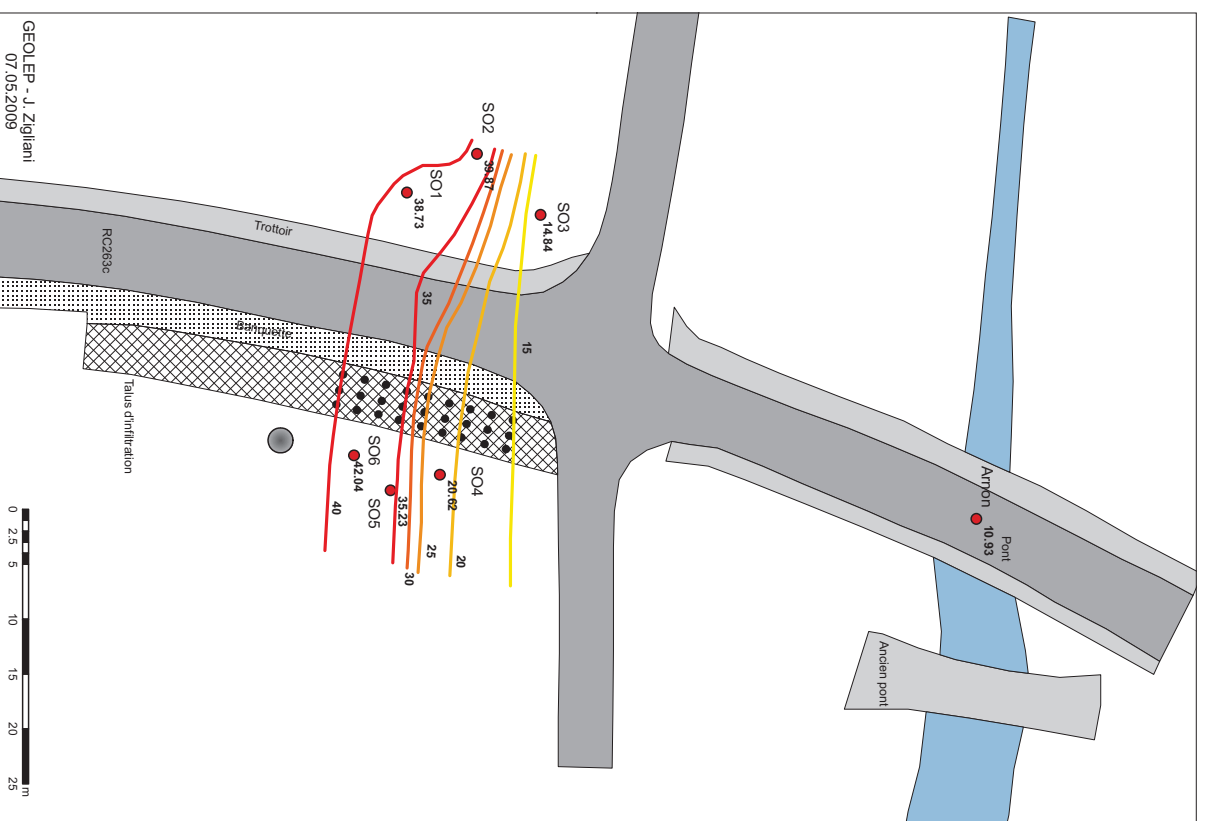 GEOLEP - J. Zigliani
07.05.2009
SO2
39.87
SO1
38.73
SO3
14.84
Trottoir
RC263c
35
15
Banquette
Talus d'infiltration
SO6
42.04
SO5
35.23
SO4
20.62
40
30
25
20
Arnon
10.93
Pont
Ancien pont
0
2.5
5
10
15
20
25
m